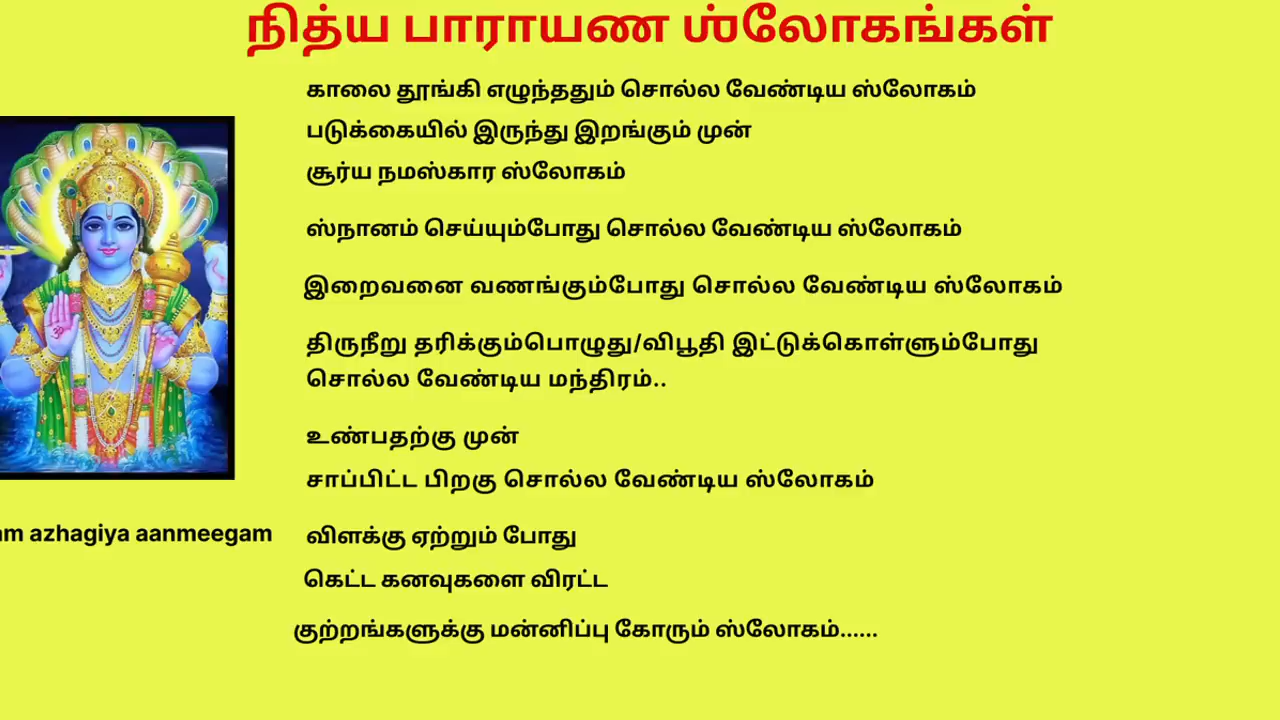 நித்ய பாராயண ஸ்லோகங்கள்
காலை தூங்கி எழுந்ததும் சொல்ல வேண்டிய ஸ்லோகம்
படுக்கையில் இருந்து இறங்கும் முன்
சூர்ய நமஸ்கார ஸ்லோகம்
ஸ்நானம் செய்யும்போது சொல்ல வேண்டிய ஸ்லோகம்
இறைவனை வணங்கும்போது சொல்ல வேண்டிய ஸ்லோகம்
திருநீறு தரிக்கும்பொழுது/விபூதி இட்டுக்கொள்ளும்போது
சொல்ல வேண்டிய மந்திரம்..
உண்பதற்கு முன்
சாப்பிட்ட பிறகு சொல்ல வேண்டிய ஸ்லோகம்
azhagiya aanmeegam
விளக்கு ஏற்றும் போது
கெட்ட கனவுகளை விரட்ட
குற்றங்களுக்கு மன்னிப்பு கோரும் ஸ்லோகம்......